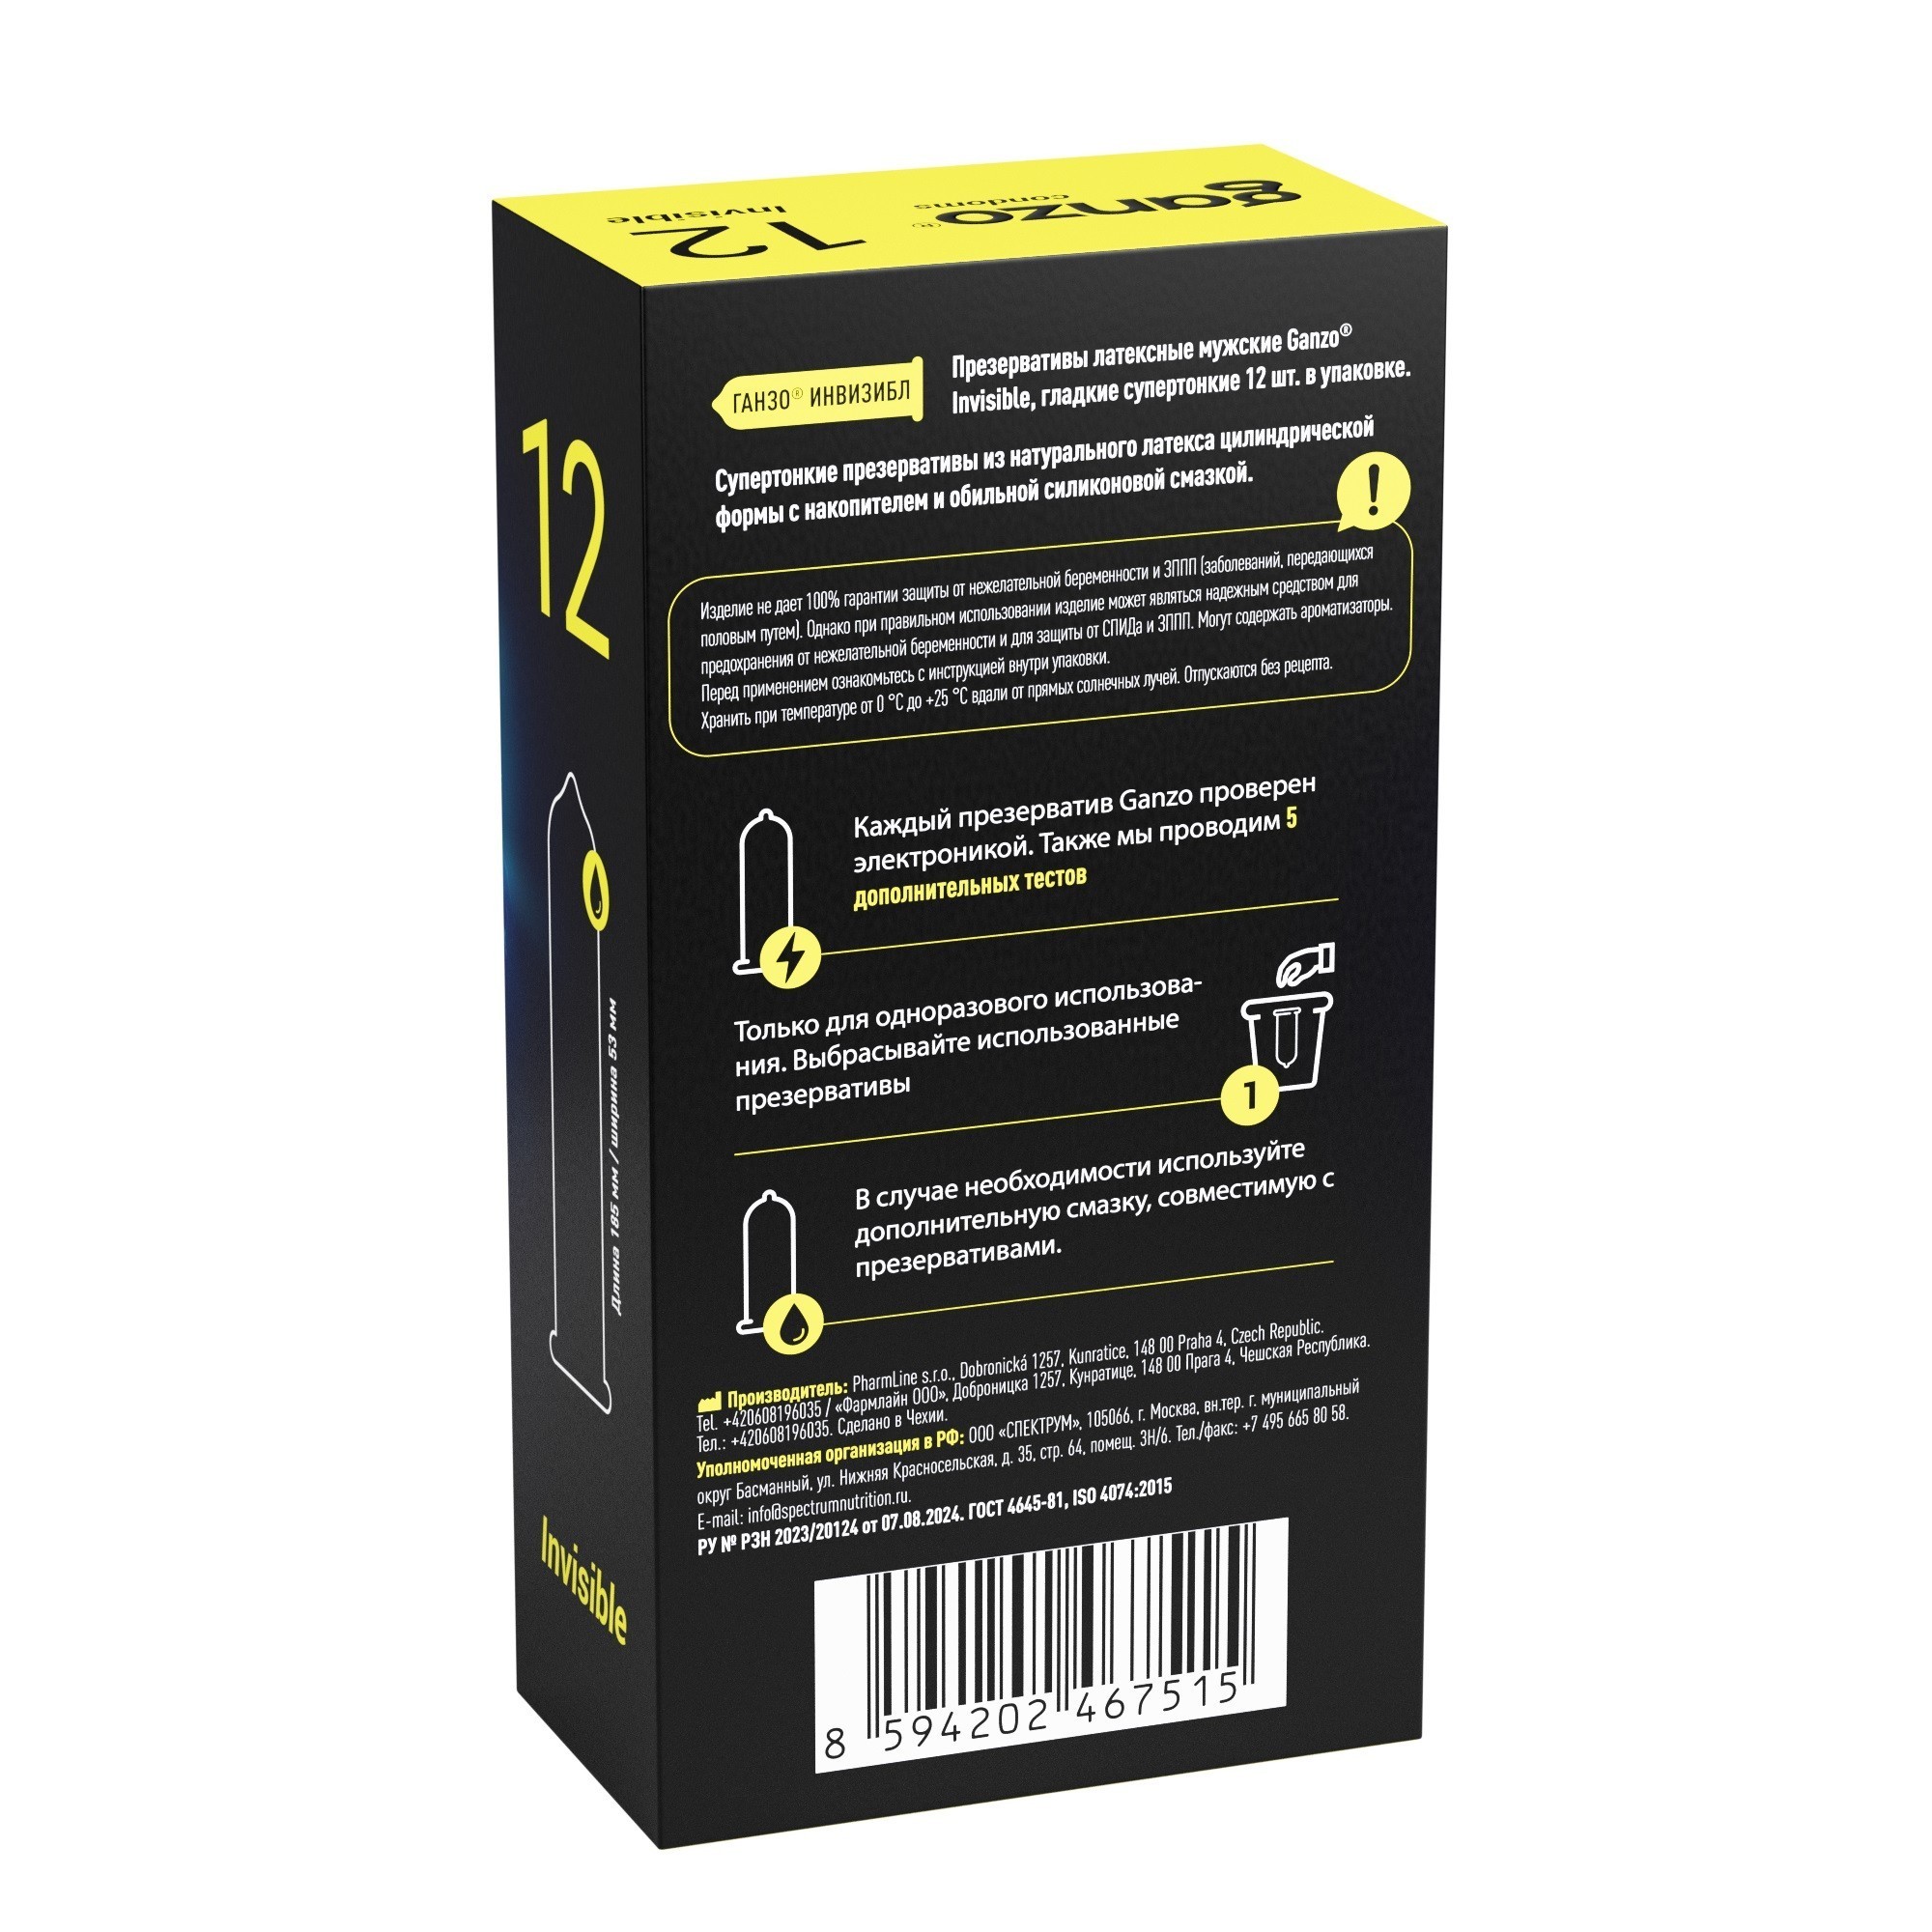 ganzo®
condoms
12
Invisible
12
Длина 185 мм / ширина 53 мм
Invisible
ГАНЗО® ИНВИЗИБЛ
Презервативы латексные мужские Ganzo®
Invisible, гладкие супертонкие 12 шт. в упаковке.
Супертонкие презервативы из натурального латекса цилиндрической
формы с накопителем и обильной силиконовой смазкой.
!
Изделие не дает 100% гарантии защиты от нежелательной беременности и ЗППП (заболеваний, передающихся
половым путем). Однако при правильном использовании изделие может являться надежным средством для
предохранения от нежелательной беременности и для защиты от СПИДа и ЗППП. Могут содержать ароматизаторы.
Перед применением ознакомьтесь с инструкцией внутри упаковки.
Хранить при температуре от 0 °C до +25 °C вдали от прямых солнечных лучей. Отпускаются без рецепта.
Каждый презерватив Ganzo проверен
электроникой. Также мы проводим 5
дополнительных тестов
Только для одноразового использова-
ния. Выбрасывайте использованные
презервативы
1
В случае необходимости используйте
дополнительную смазку, совместимую с
презервативами.
Производитель: PharmLine s.r.o., Dobronická 1257, Kunratice, 148 00 Praha 4, Czech Republic.
Tel. +420608196035 / «Фармлайн ООО», Доброницка 1257, Кунратице, 148 00 Прага 4, Чешская Республика.
Тел.: +420608196035. Сделано в Чехии.
Уполномоченная организация в РФ: ООО «СПЕКТРУМ», 105066, г. Москва, вн.тер. г. муниципальный
округ Басманный, ул. Нижняя Красносельская, д. 35, стр. 64, помещ. 3Н/6. Тел./факс: +7 495 665 80 58.
E-mail: info@spectrumnutrition.ru.
РУ № РЗН 2023/20124 от 07.08.2024. ГОСТ 4645-81, ISO 4074:2015
8 594202 467515